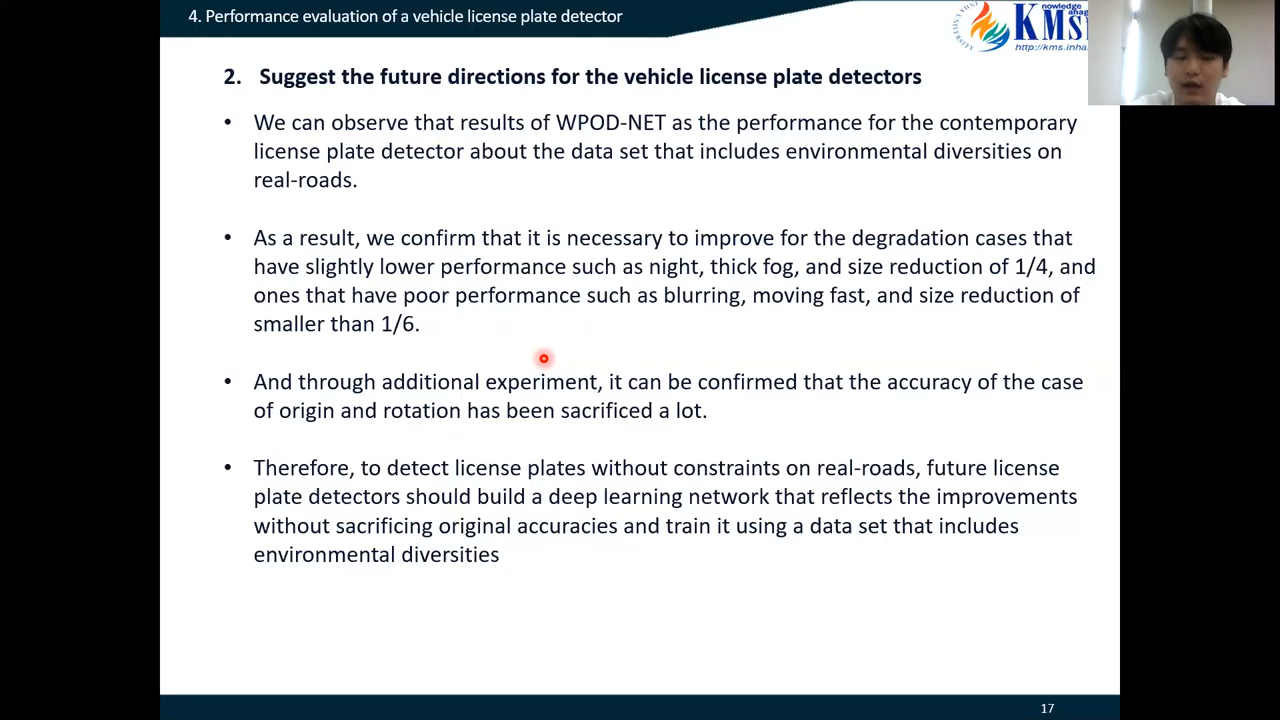 4. Performance evaluation of a vehicle license plate detector
nowledge
KMS
http://kms.inha.
2. Suggest the future directions for the vehicle license plate detectors
• We can observe that results of WPOD-NET as the performance for the contemporary
license plate detector about the data set that includes environmental diversities on
real-roads.
• As a result, we confirm that it is necessary to improve for the degradation cases that
have slightly lower performance such as night, thick fog, and size reduction of 1/4, and
ones that have poor performance such as blurring, moving fast, and size reduction of
smaller than 1/6.
• And through additional experiment, it can be confirmed that the accuracy of the case
of origin and rotation has been sacrificed a lot.
• Therefore, to detect license plates without constraints on real-roads, future license
plate detectors should build a deep learning network that reflects the improvements
without sacrificing original accuracies and train it using a data set that includes
environmental diversities
17